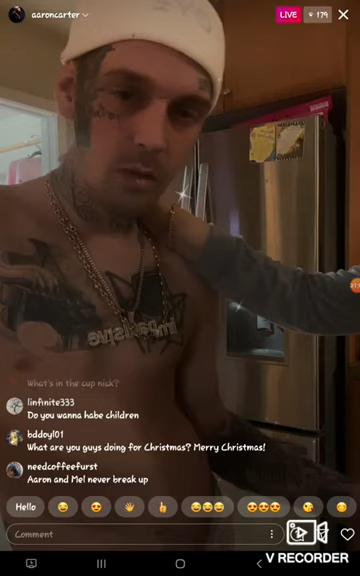 aaroncarter
LIVE
179
What's in the cup nick?
linfinite333
Do you wanna habe children
bddoyl01
What are you guys doing for Christmas? Merry Christmas!
needcoffeefurst
Aaron and Mel never break up
Hello
Comment
V RECORDER